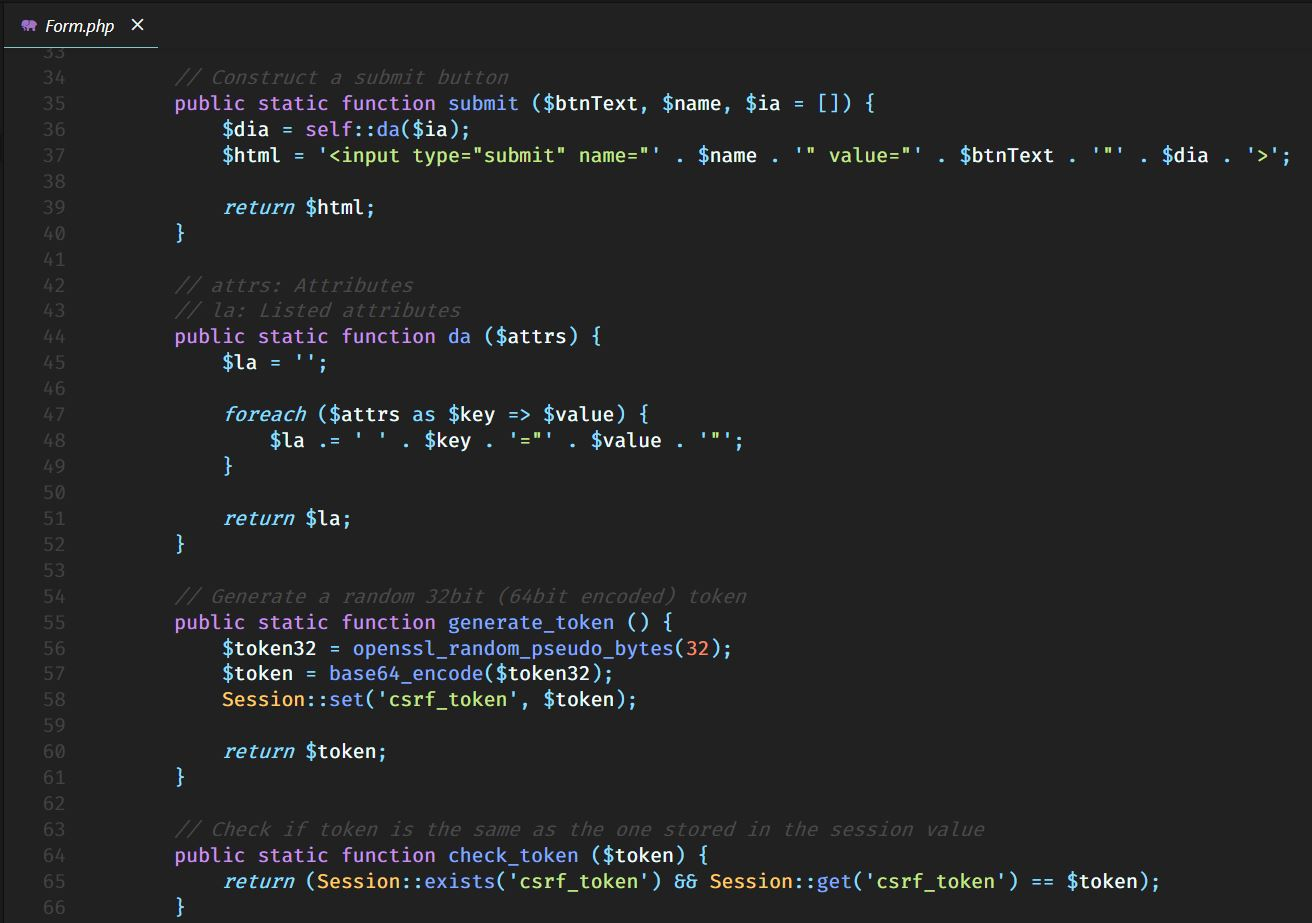 Form.php ×
33
34 // Construct a submit button
35 public static function submit ($btnText, $name, $ia = []) {
36 $dia = self::da($ia);
37 $html = '<input type="submit" name="' . $name . '" value="' . $btnText . '"' . $dia . '>';
38
39 return $html;
40 }
41
42 // attrs: Attributes
43 // la: Listed attributes
44 public static function da ($attrs) {
45 $la = '';
46
47 foreach ($attrs as $key => $value) {
48 $la .= ' ' . $key . '="' . $value . '"';
49 }
50
51 return $la;
52 }
53
54 // Generate a random 32bit (64bit encoded) token
55 public static function generate_token () {
56 $token32 = openssl_random_pseudo_bytes(32);
57 $token = base64_encode($token32);
58 Session::set('csrf_token', $token);
59
60 return $token;
61 }
62
63 // Check if token is the same as the one stored in the session value
64 public static function check_token ($token) {
65 return (Session::exists('csrf_token') && Session::get('csrf_token') == $token);
66 }